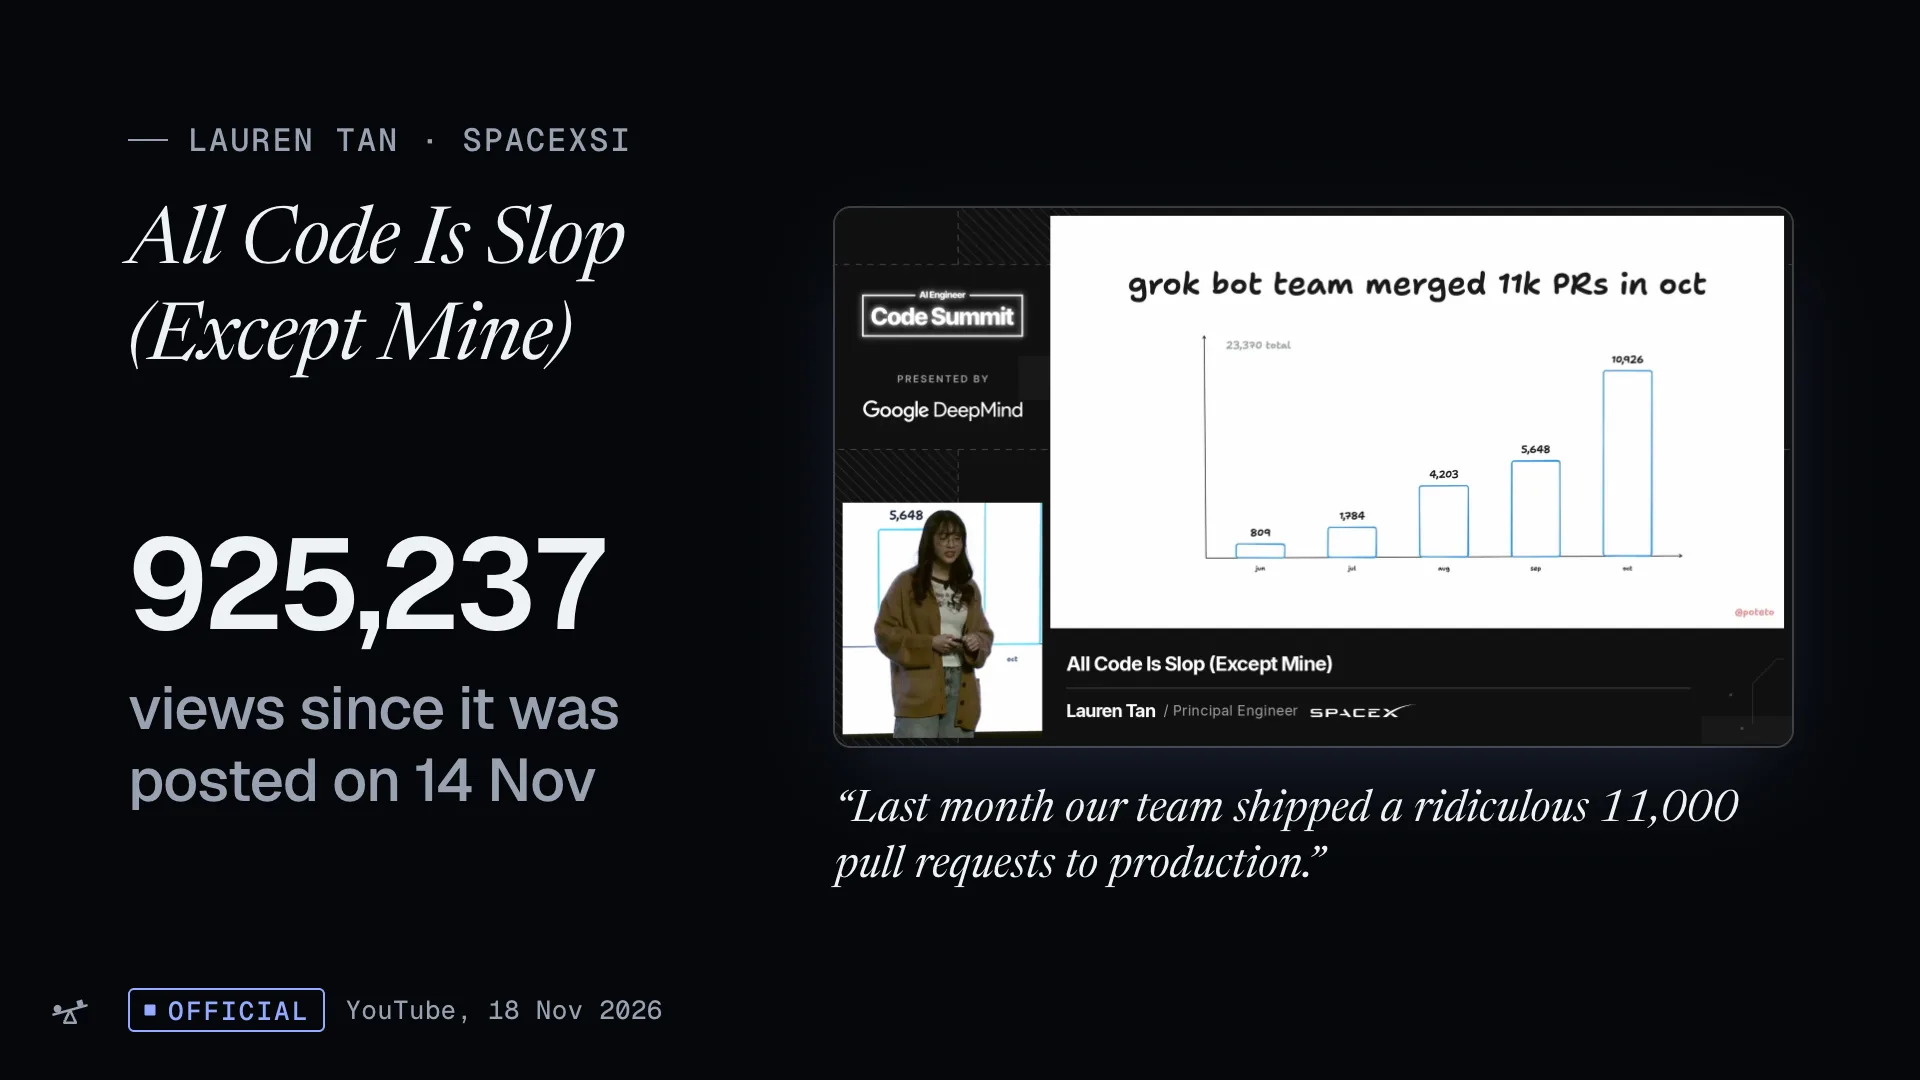 LAUREN TAN · SPACEXSI
All Code Is Slop
(Except Mine)
925,237
views since it was
posted on 14 Nov
AI Engineer
Code Summit
PRESENTED BY
Google DeepMind
5,648
oct
grok bot team merged 11k PRs in oct
23,370 total
809
1,784
4,203
5,648
10,926
jun
jul
aug
sep
oct
@potato
All Code Is Slop (Except Mine)
Lauren Tan / Principal Engineer SPACEX
“Last month our team shipped a ridiculous 11,000
pull requests to production.”
OFFICIAL YouTube, 18 Nov 2026